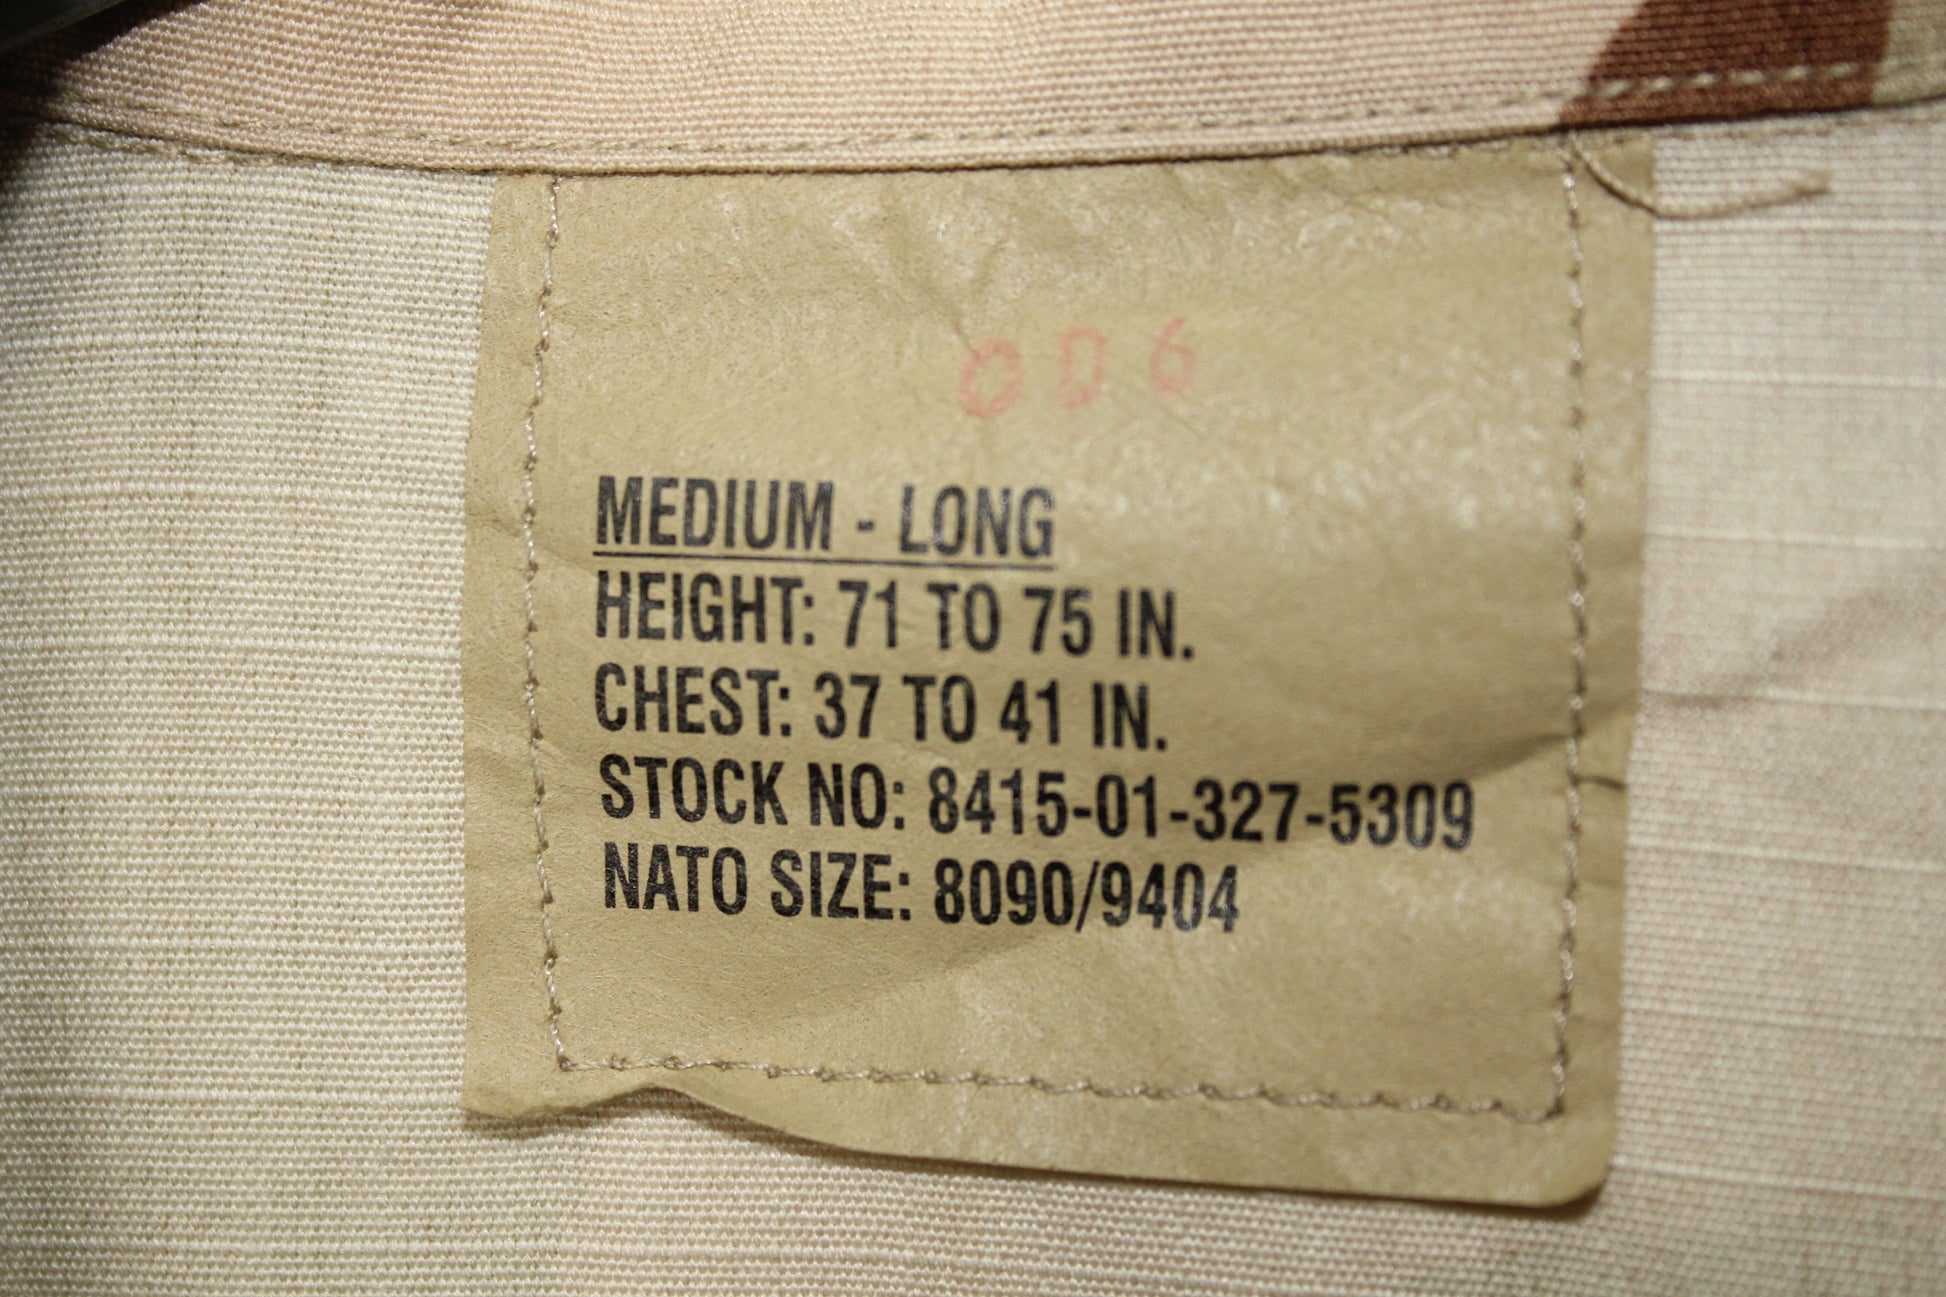 006
MEDIUM - LONG
HEIGHT: 71 TO 75 IN.
CHEST: 37 TO 41 IN.
STOCK NO: 8415-01-327-5309
NATO SIZE: 8090/9404